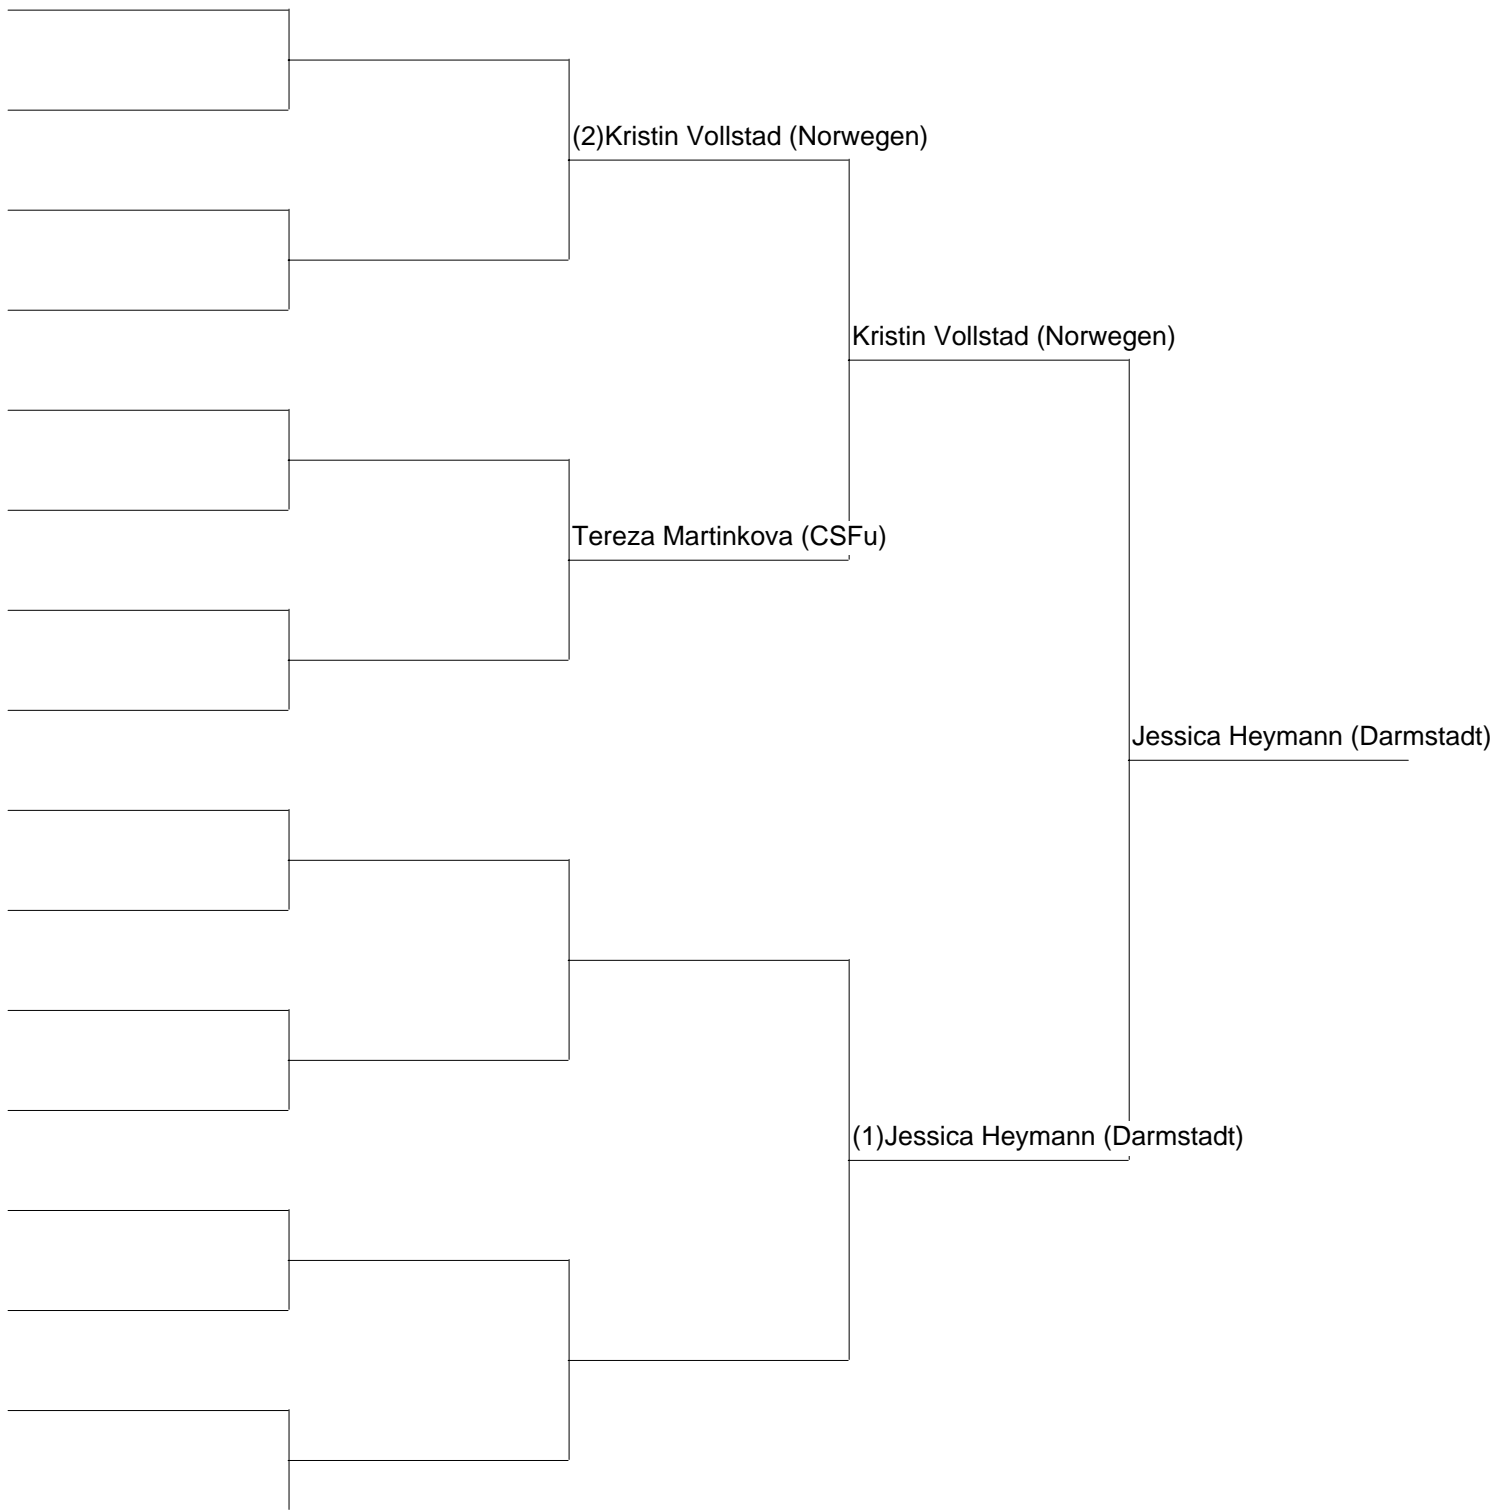 (2)Kristin Vollstad (Norwegen)
Kristin Vollstad (Norwegen)
Tereza Martinkova (CSFu)
Jessica Heymann (Darmstadt)
(1)Jessica Heymann (Darmstadt)